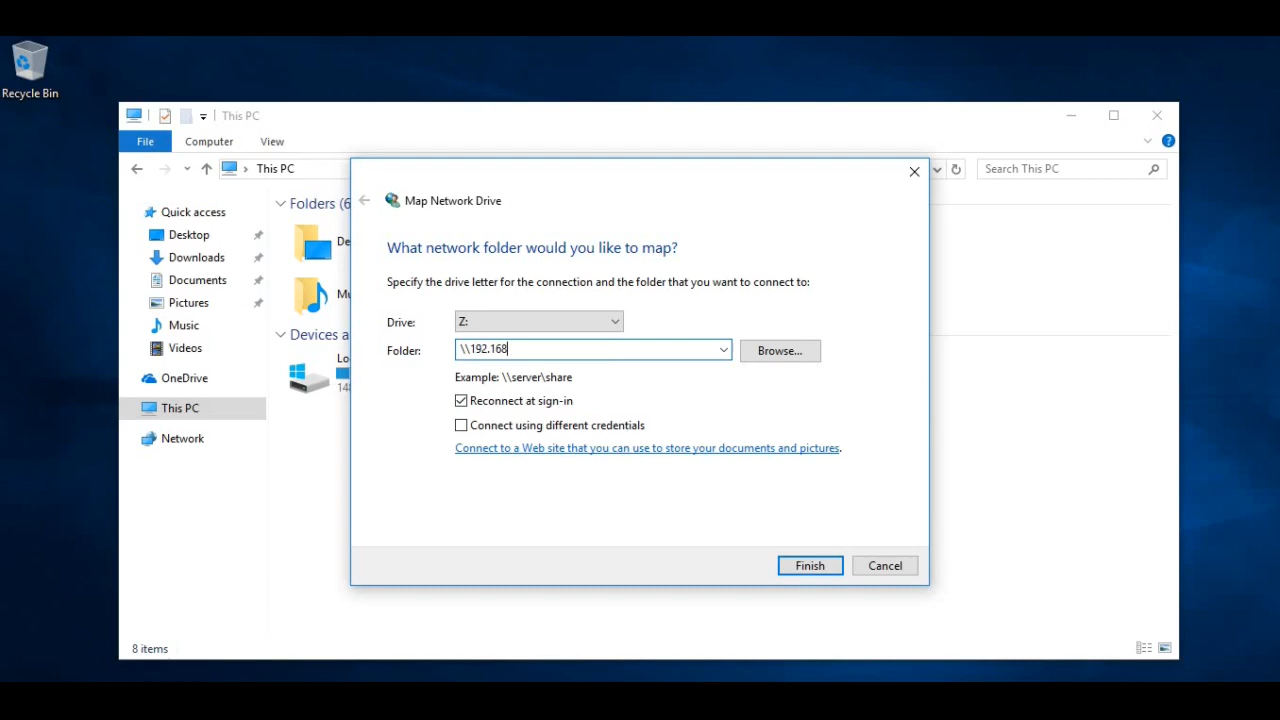 Recycle Bin
This PC
File Computer View
This PC
Search This PC
Map Network Drive
What network folder would you like to map?
Specify the drive letter for the connection and the folder that you want to connect to:
Drive: Z:
Folder: \\192.168 Browse...
Example: \\server\share
Reconnect at sign-in
Connect using different credentials
Connect to a Web site that you can use to store your documents and pictures.
Finish Cancel
Quick access
Desktop
Downloads
Documents
Pictures
Music
Videos
OneDrive
This PC
Network
Folders (6
De
Mu
Devices a
Lo
148
8 items